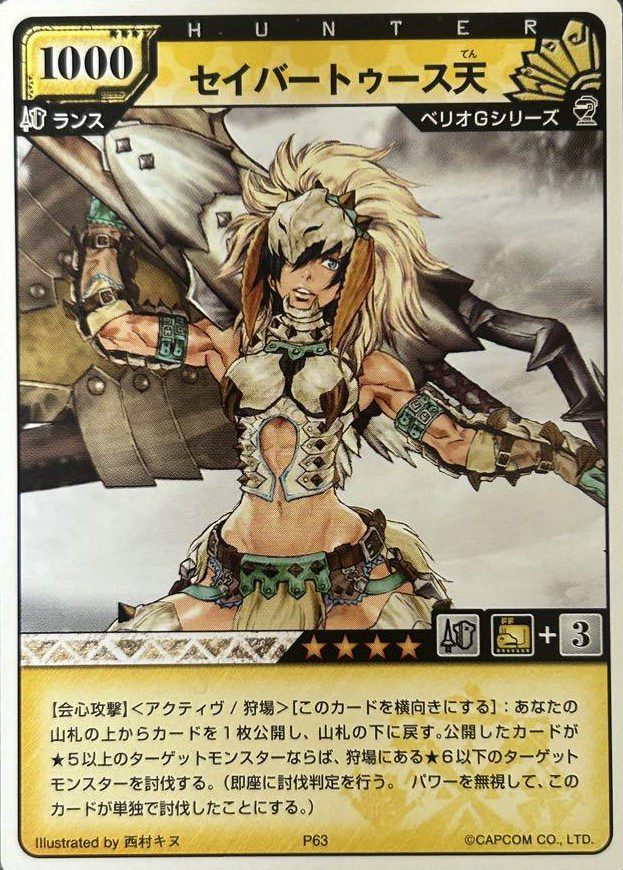 HUNTER
1000
てん
セイバートゥース天
ランス
ベリオGシリーズ
FF
+3
【会心攻撃】<アクティヴ / 狩場>[このカードを横向きにする]：あなたの
山札の上からカードを１枚公開し、山札の下に戻す。公開したカードが
★５以上のターゲットモンスターならば、狩場にある★６以下のターゲット
モンスターを討伐する。（即座に討伐判定を行う。 パワーを無視して、この
カードが単独で討伐したことにする。）
Illustrated by 西村キヌ P63 ©CAPCOM CO., LTD.